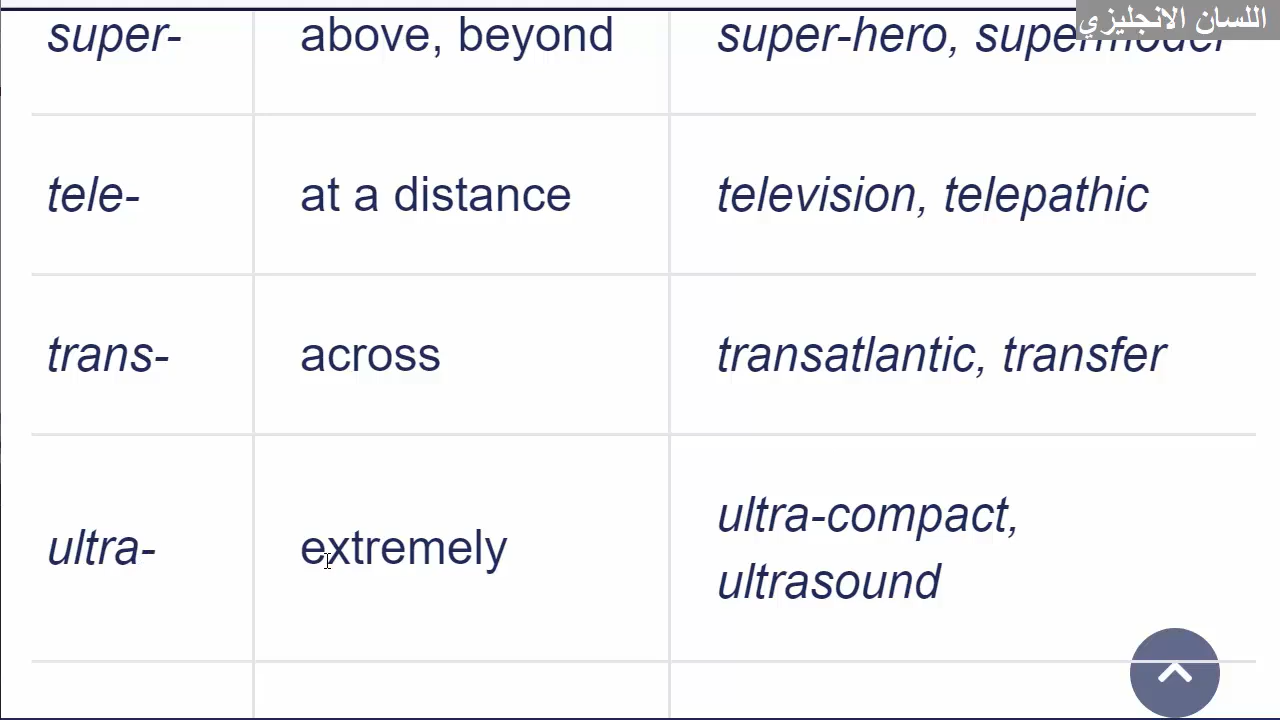 اللسان الانجليزي
super- above, beyond super-hero, supermodel
tele- at a distance television, telepathic
trans- across transatlantic, transfer
ultra- extremely ultra-compact,
ultrasound